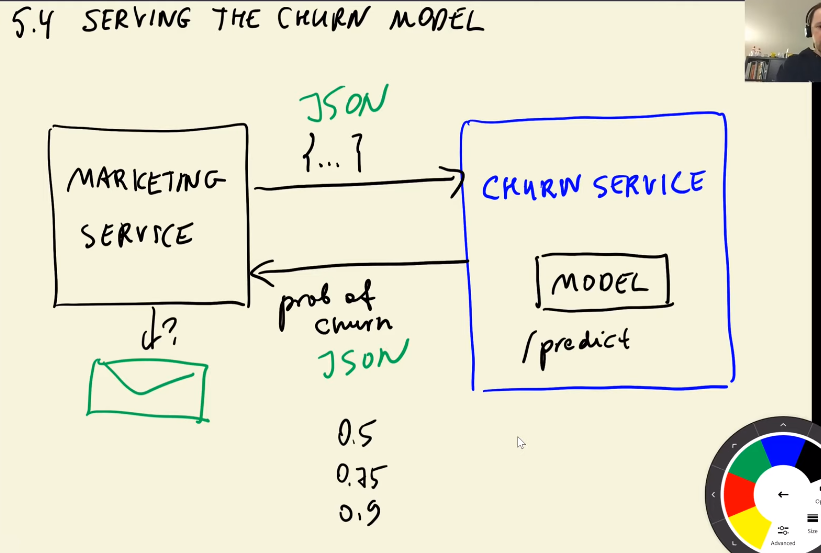 5.4 SERVING THE CHURN MODEL
JSON
{...}
MARKETING
SERVICE
CHURN SERVICE
MODEL
/predict
prob of
churn
JSON
?
0.5
0.75
0.9
Advanced
Size